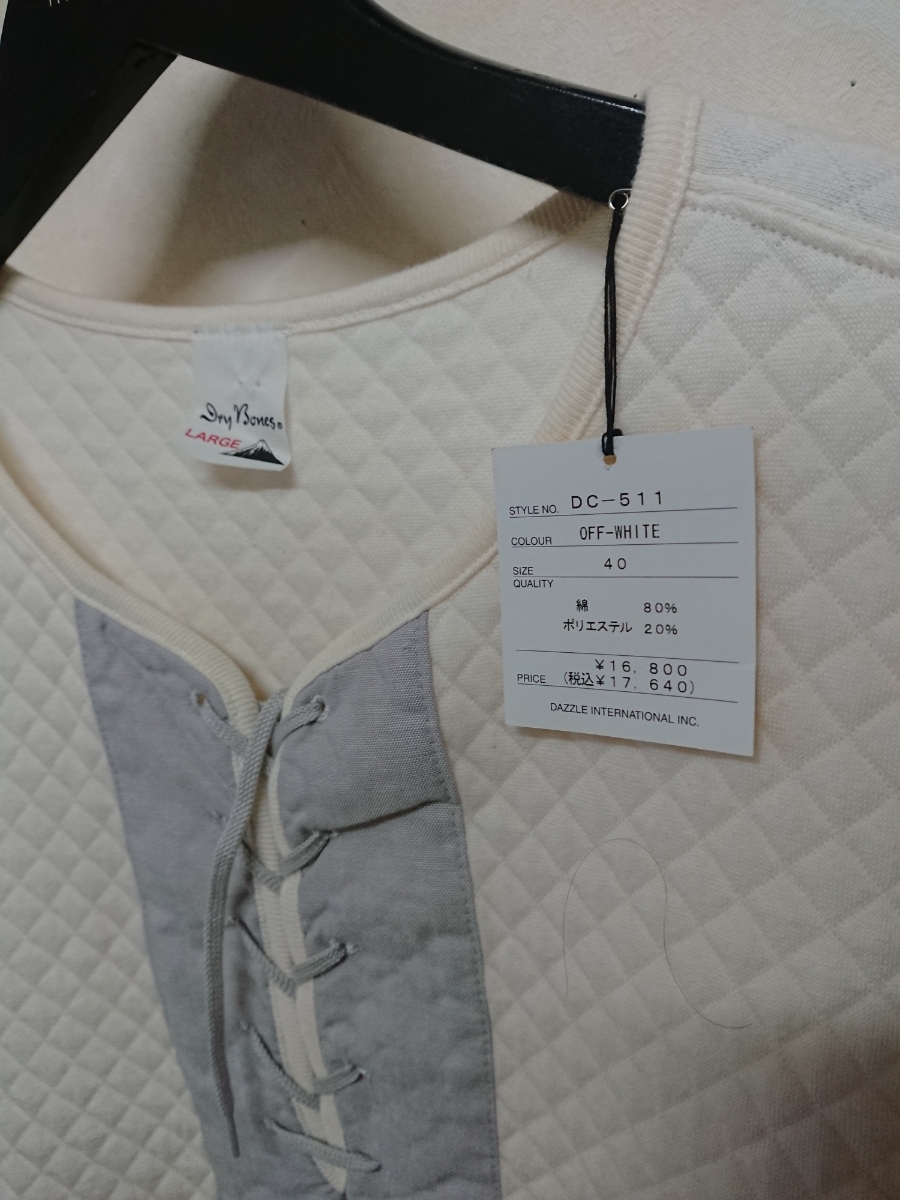 Dry Bones®
LARGE
STYLE NO. DC-511
COLOUR OFF-WHITE
SIZE 40
QUALITY
綿 80%
ポリエステル 20%
¥16,800
PRICE (税込¥17,640)
DAZZLE INTERNATIONAL INC.